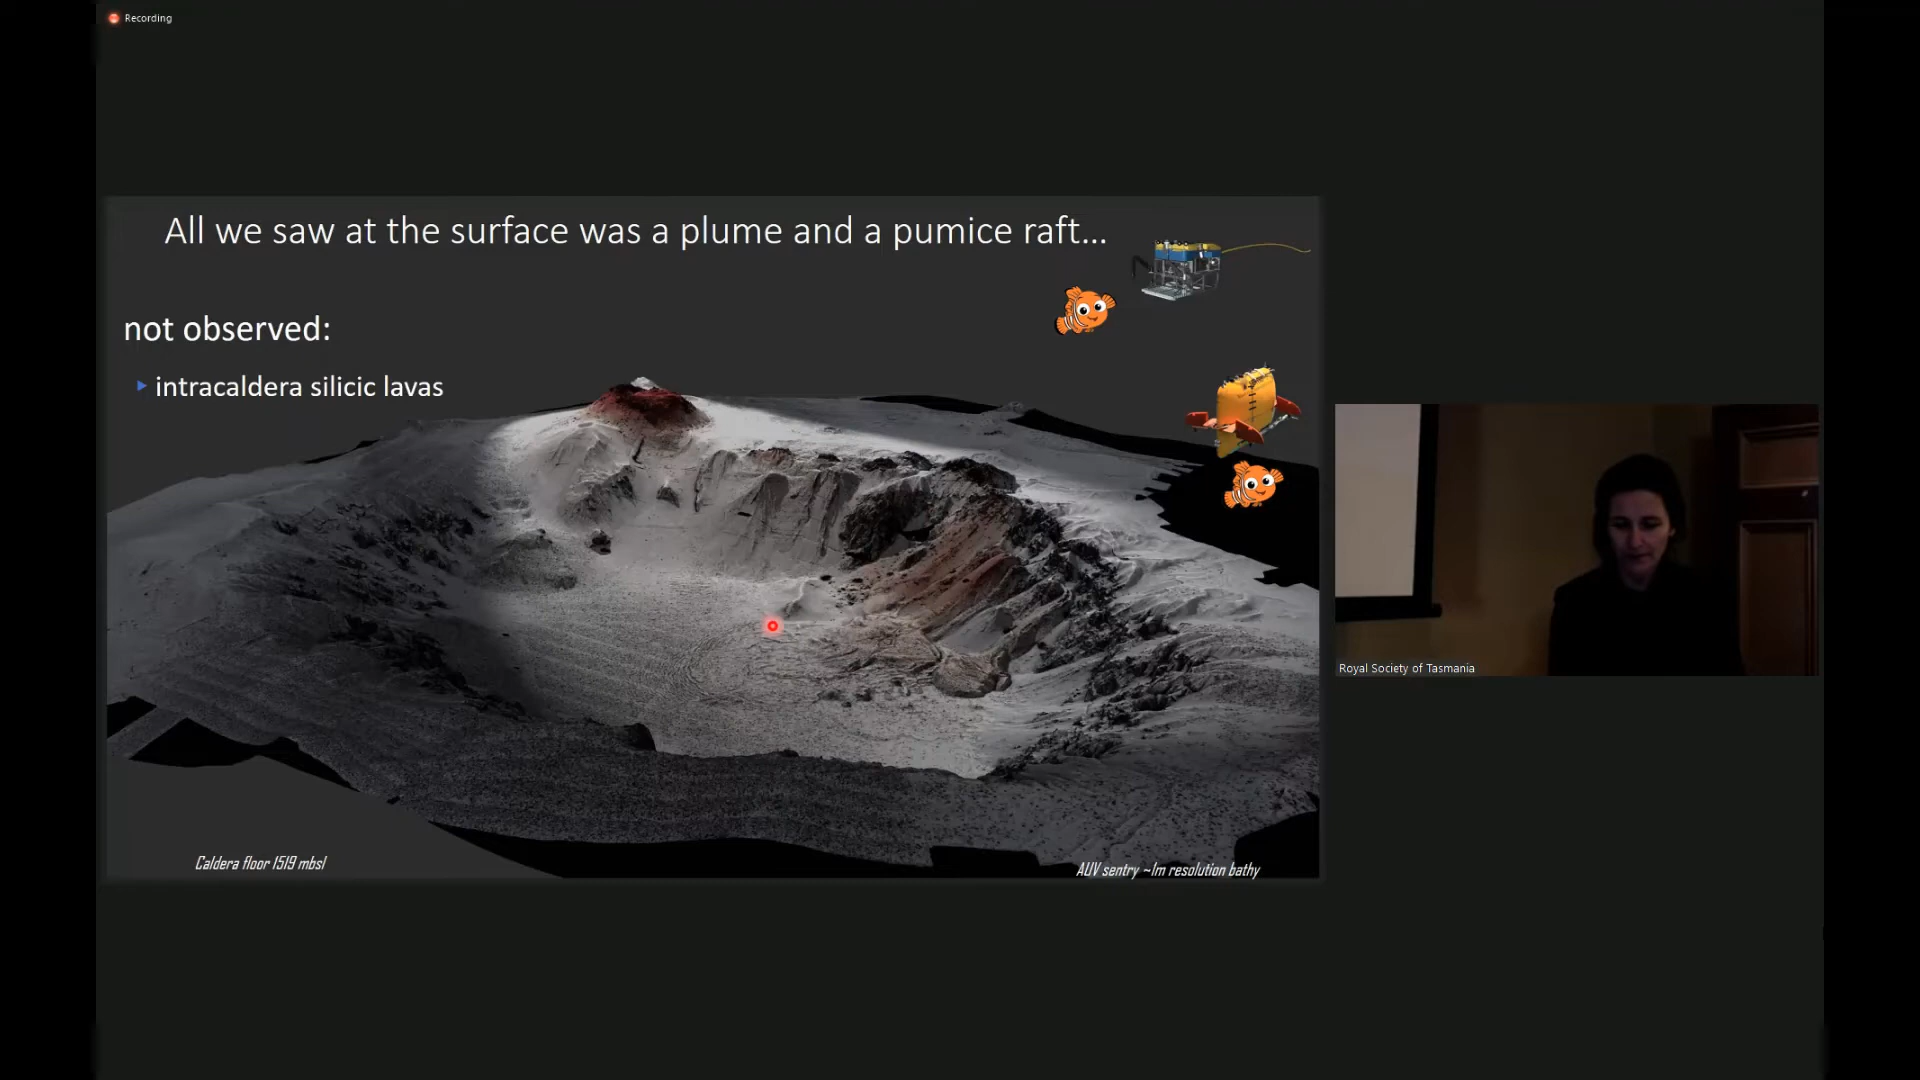 Recording
All we saw at the surface was a plume and a pumice raft...
not observed:
intracaldera silicic lavas
Royal Society of Tasmania
Caldera floor 1519 mbsl
AUV sentry ~1m resolution bathy